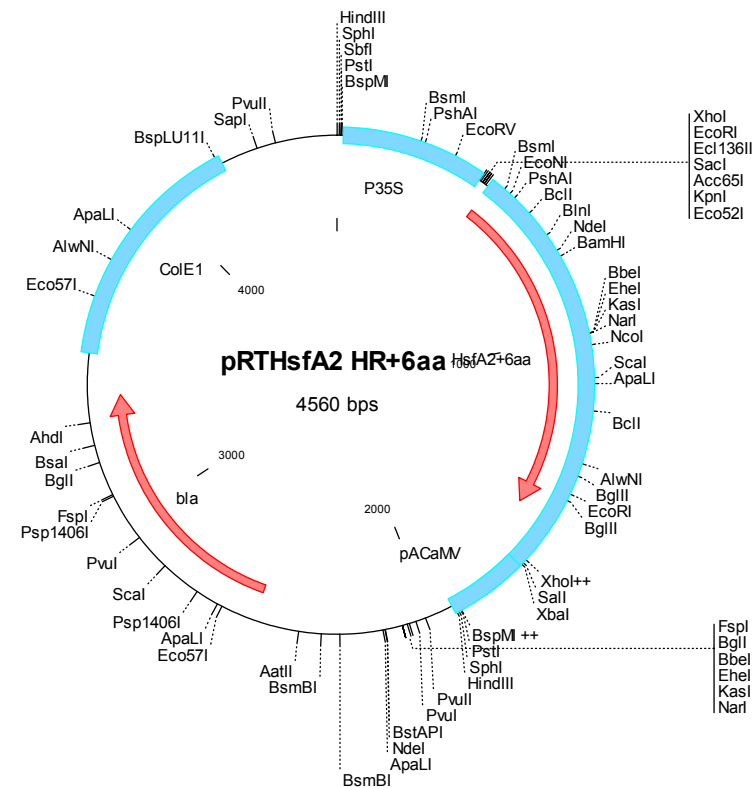 HindIII
SphI
SbfI
PstI
BspMI
BsmI
PshAI
EcoRV
P35S
BsmI
EcoNI
PshAI
BclI
BlnI
NdeI
BamHI
XhoI
EcoRI
Ecl136II
SacI
Acc65I
KpnI
Eco52I
BbeI
EheI
KasI
NarI
NcoI
ScaI
ApaLI
BclI
AlwNI
BglII
EcoRI
BglII
XhoI++
SalI
XbaI
PvuII
SapI
BspLU11I
ApaLI
AlwNI
Eco57I
ColE1
I
4000
pRTHsfA2 HR+6aa
4560 bps
1000
HsfA2+6aa
3000
bla
2000
pACaMV
AhdI
BsaI
BglI
FspI
Psp1406I
PvuI
ScaI
Psp1406I
ApaLI
Eco57I
AatII
BsmBI
BsmBI
BspMI ++
PstI
SphI
HindIII
PvuII
PvuI
BstAPI
NdeI
ApaLI
FspI
BglI
BbeI
EheI
KasI
NarI